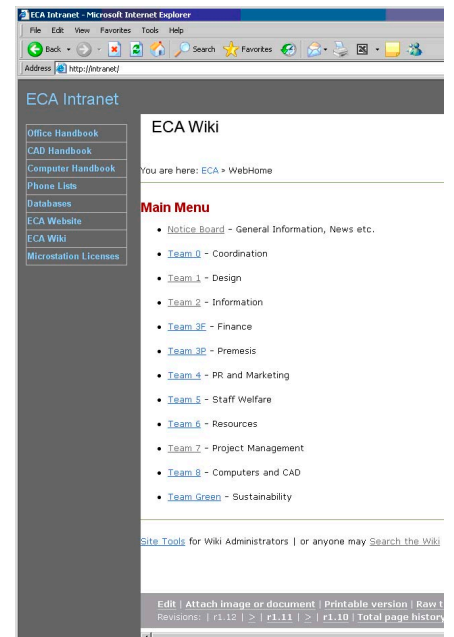 ECA Intranet - Microsoft Internet Explorer
File Edit View Favorites Tools Help
Back Search Favorites
Address http://intranet/
ECA Intranet
Office Handbook
CAD Handbook
Computer Handbook
Phone Lists
Databases
ECA Website
ECA Wiki
Microstation Licenses
ECA Wiki
You are here: ECA > WebHome
Main Menu
• Notice Board - General Information, News etc.
• Team 0 - Coordination
• Team 1 - Design
• Team 2 - Information
• Team 3F - Finance
• Team 3P - Premesis
• Team 4 - PR and Marketing
• Team 5 - Staff Welfare
• Team 6 - Resources
• Team 7 - Project Management
• Team 8 - Computers and CAD
• Team Green - Sustainability
Site Tools for Wiki Administrators | or anyone may Search the Wiki
Edit | Attach image or document | Printable version | Raw t
Revisions: | r1.12 | > | r1.11 | > | r1.10 | Total page history